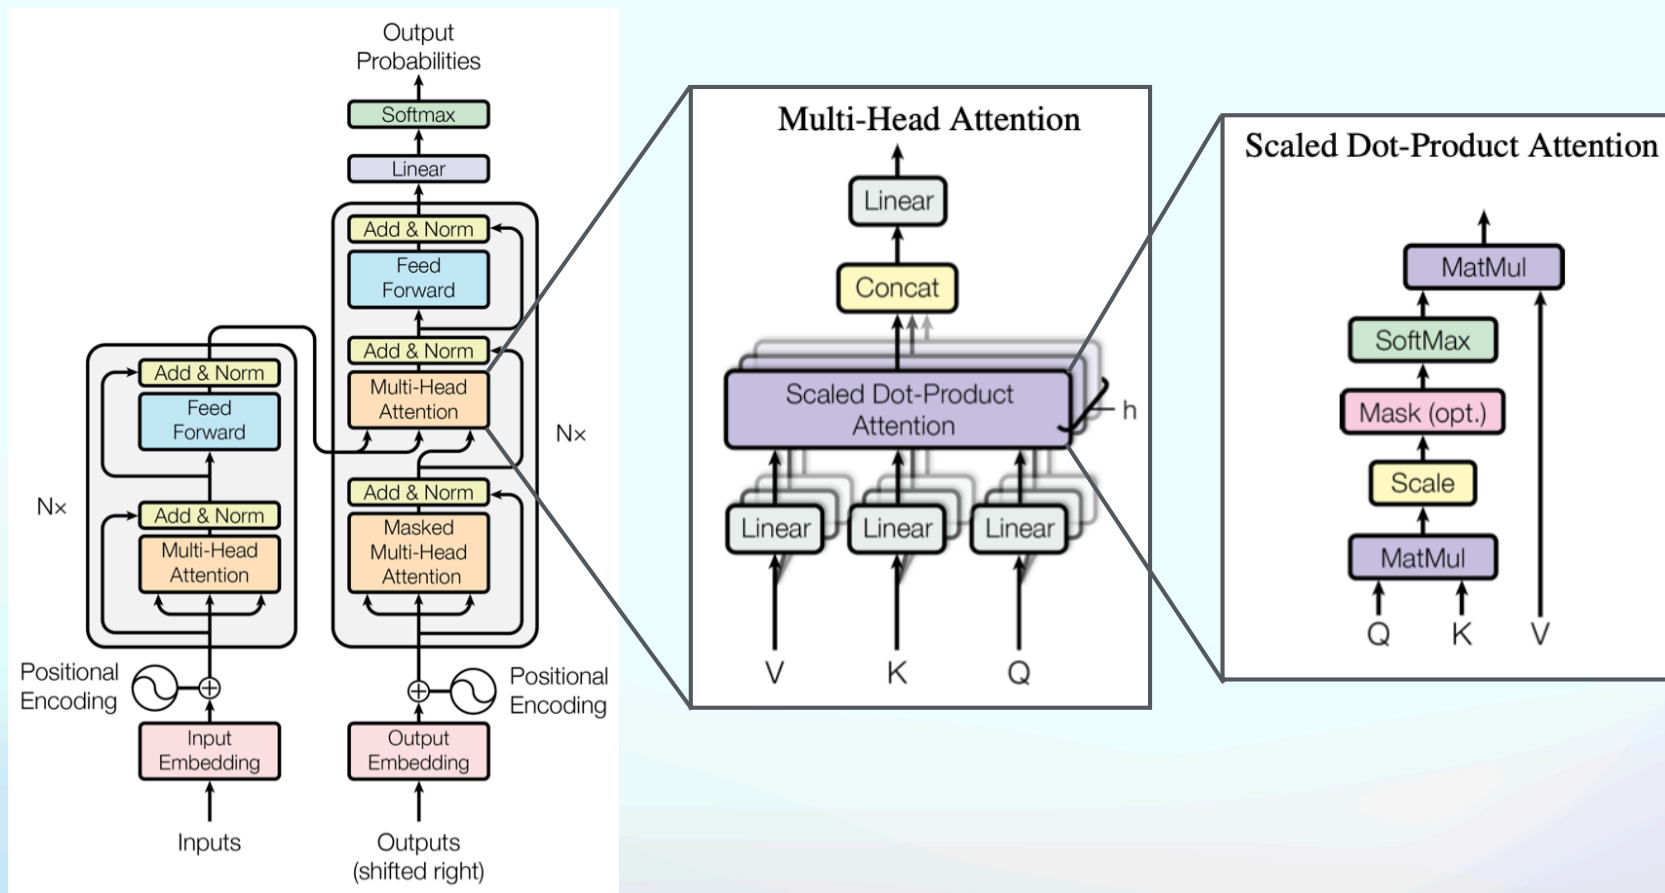 Output
Probabilities
Softmax
Linear
Add & Norm
Feed
Forward
Add & Norm
Multi-Head
Attention
Nx
Add & Norm
Masked
Multi-Head
Attention
Add & Norm
Feed
Forward
Nx
Add & Norm
Multi-Head
Attention
Positional
Encoding
Positional
Encoding
Input
Embedding
Output
Embedding
Inputs
Outputs
(shifted right)
Multi-Head Attention
Linear
Concat
Scaled Dot-Product
Attention
h
Linear
Linear
Linear
V
K
Q
Scaled Dot-Product Attention
MatMul
SoftMax
Mask (opt.)
Scale
MatMul
Q
K
V